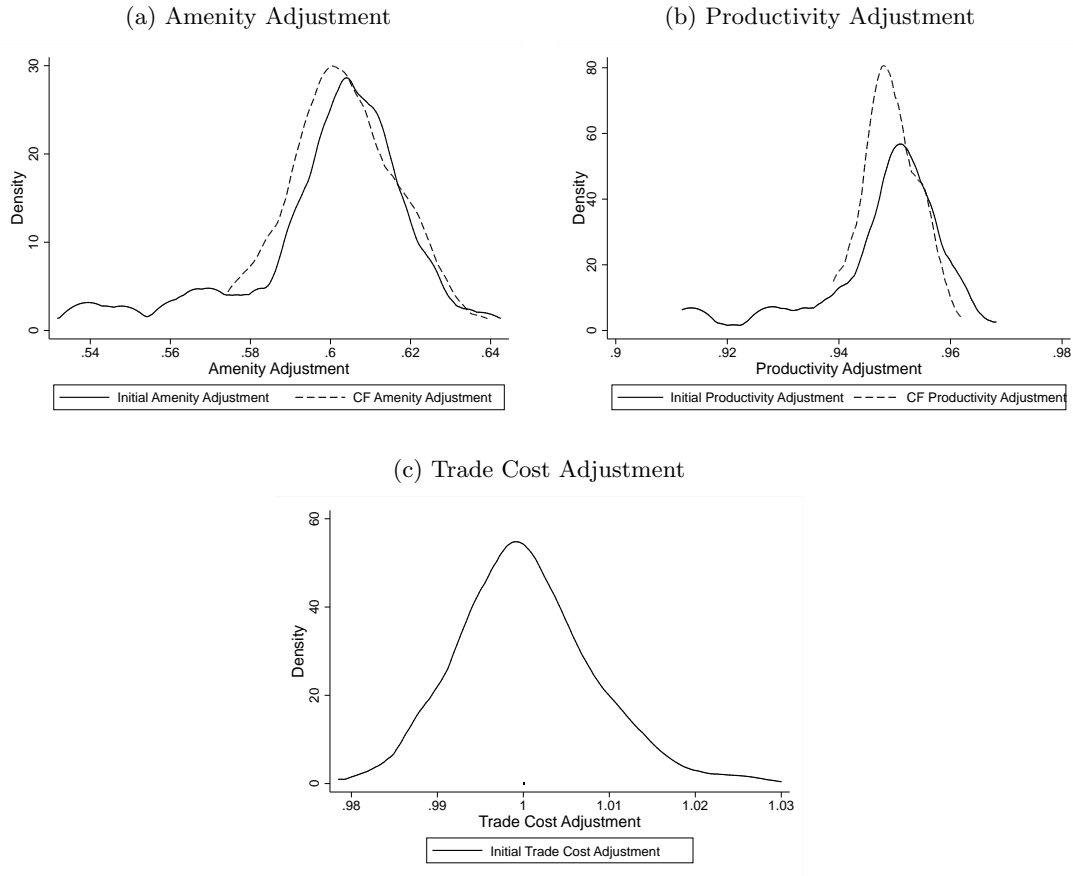 (a) Amenity Adjustment
(b) Productivity Adjustment
30
20
10
0
Density
.54 .56 .58 .6 .62 .64
Amenity Adjustment
Initial Amenity Adjustment CF Amenity Adjustment
80
60
40
20
0
Density
.9 .92 .94 .96 .98
Productivity Adjustment
Initial Productivity Adjustment CF Productivity Adjustment
(c) Trade Cost Adjustment
60
40
20
0
Density
.98 .99 1 1.01 1.02 1.03
Trade Cost Adjustment
Initial Trade Cost Adjustment